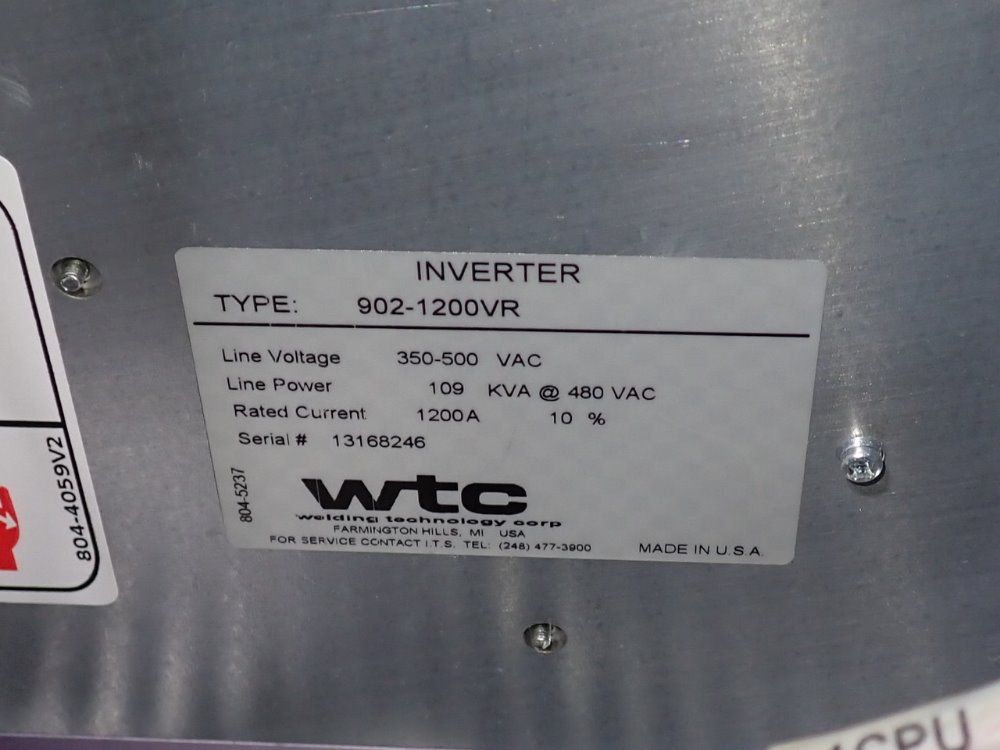 INVERTER
TYPE: 902-1200VR
Line Voltage 350-500 VAC
Line Power 109 KVA @ 480 VAC
Rated Current 1200A 10 %
Serial # 13168246
804-5237
wtc
welding technology corp
FARMINGTON HILLS, MI USA
FOR SERVICE CONTACT I.T.S. TEL: (248) 477-3900
MADE IN U.S.A.
804-4059V2